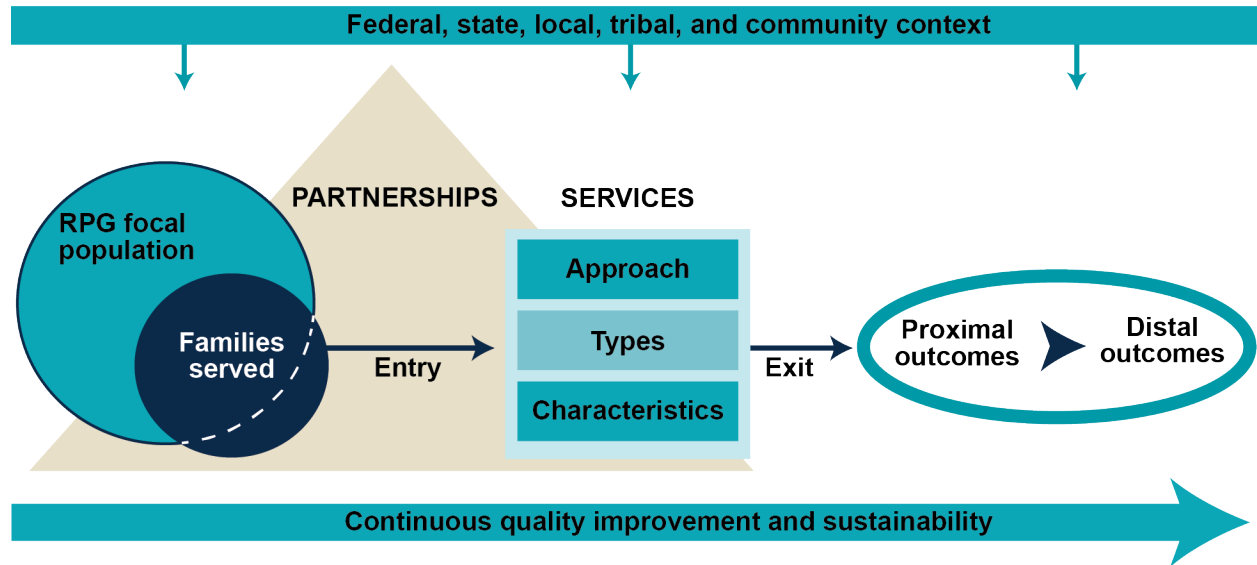 Federal, state, local, tribal, and community context
PARTNERSHIPS
SERVICES
RPG focal
population
Families
served
Entry
Approach
Types
Characteristics
Exit
Proximal
outcomes
Distal
outcomes
Continuous quality improvement and sustainability